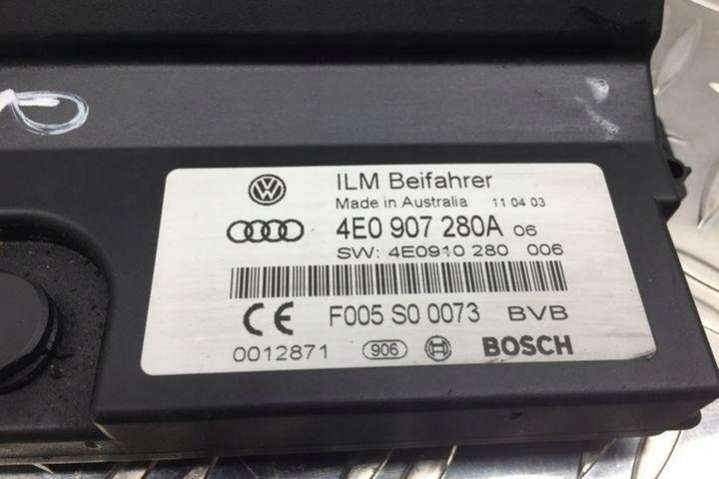 ILM Beifahrer
Made in Australia 11 04 03
4E0 907 280A 06
SW: 4E0910 280 006
CE F005 S0 0073 BVB
0012871 906 BOSCH